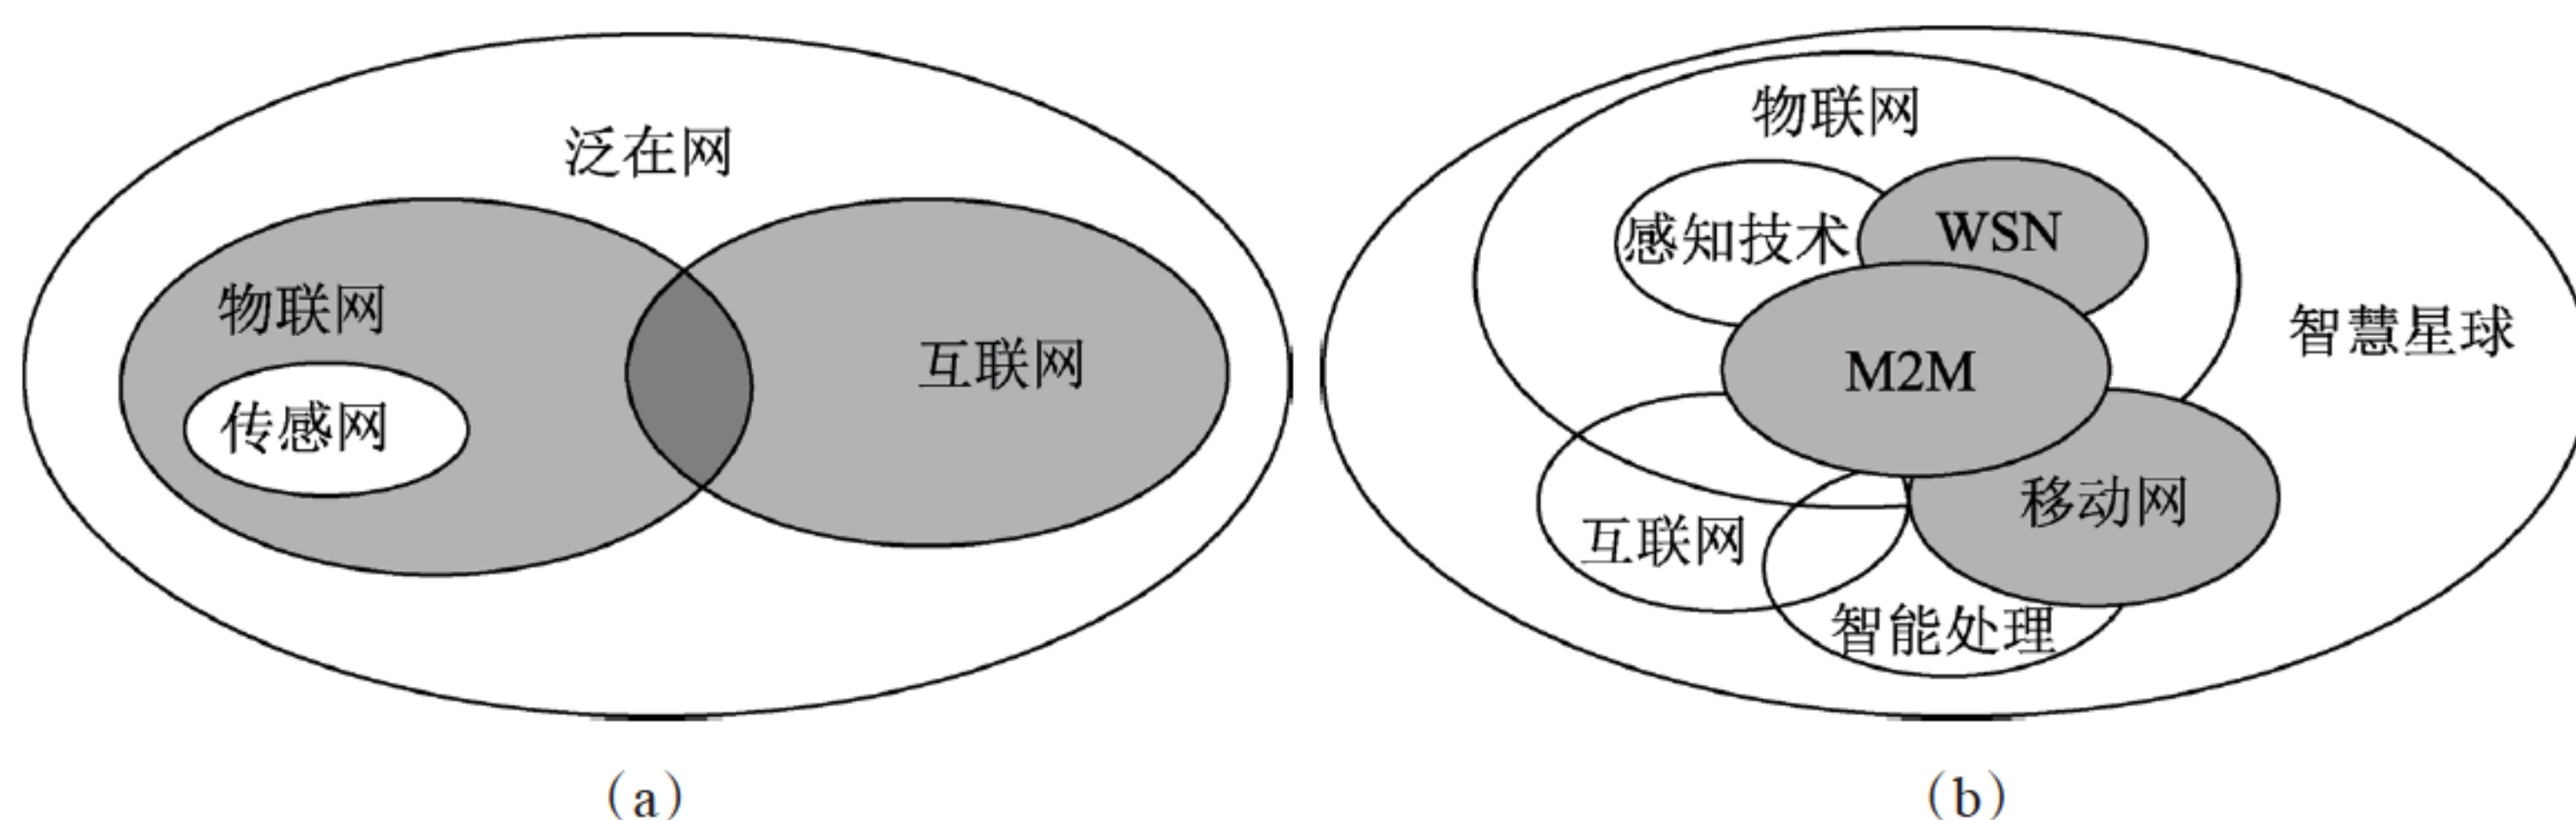 泛在网
物联网
传感网
互联网
(a)
物联网
感知技术
WSN
M2M
智慧星球
互联网
移动网
智能处理
(b)